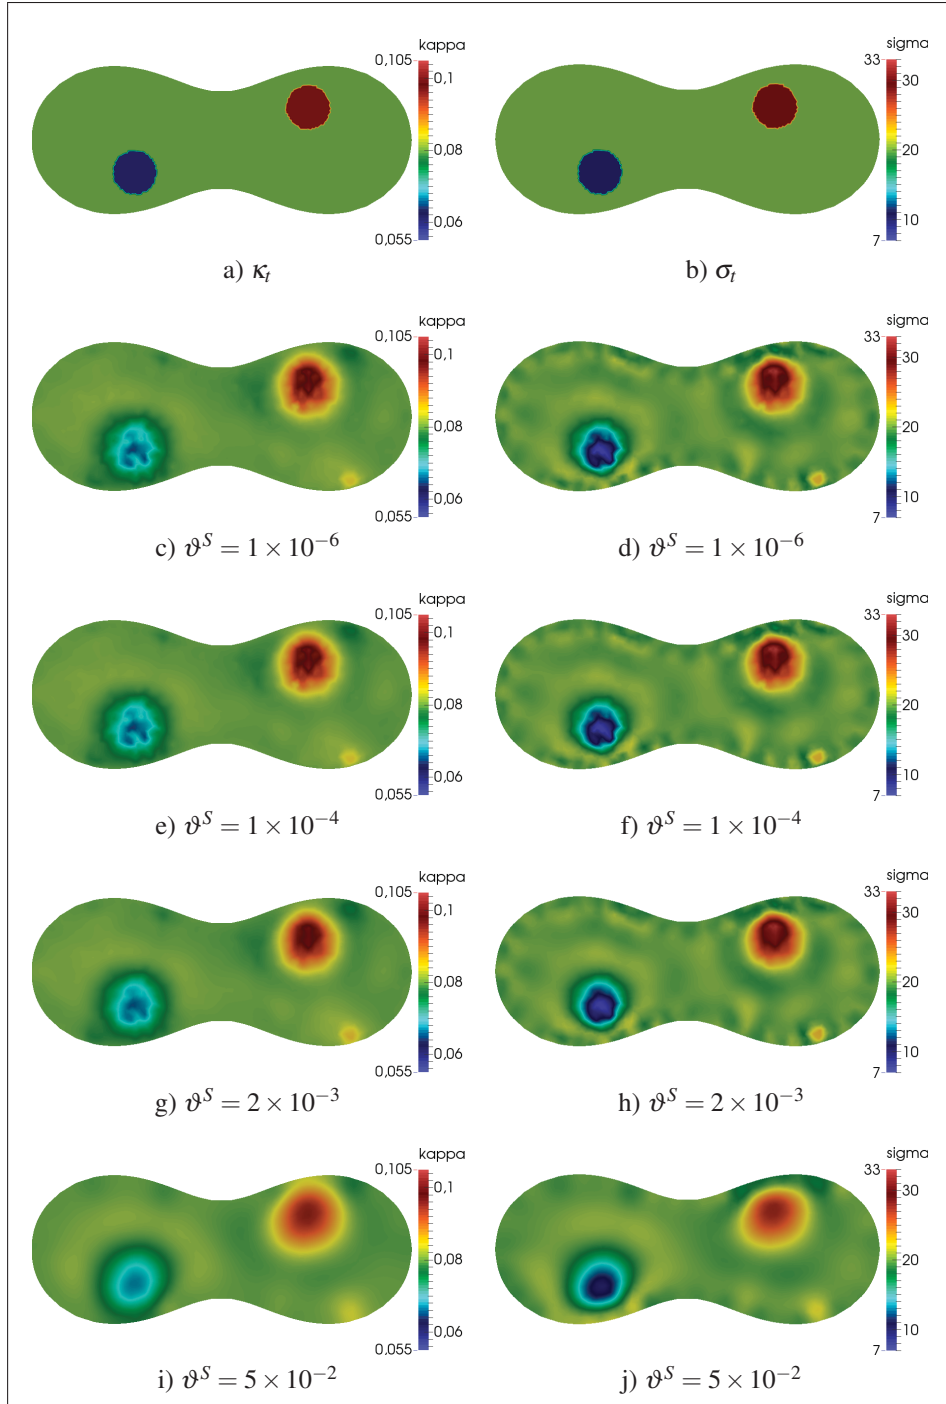 kappa
0,105
0,1
0,08
0,06
0,055
a) κt
sigma
33
30
20
10
7
b) σt
kappa
0,105
0,1
0,08
0,06
0,055
c) ϑ^S = 1 × 10^−6
sigma
33
30
20
10
7
d) ϑ^S = 1 × 10^−6
kappa
0,105
0,1
0,08
0,06
0,055
e) ϑ^S = 1 × 10^−4
sigma
33
30
20
10
7
f) ϑ^S = 1 × 10^−4
kappa
0,105
0,1
0,08
0,06
0,055
g) ϑ^S = 2 × 10^−3
sigma
33
30
20
10
7
h) ϑ^S = 2 × 10^−3
kappa
0,105
0,1
0,08
0,06
0,055
i) ϑ^S = 5 × 10^−2
sigma
33
30
20
10
7
j) ϑ^S = 5 × 10^−2